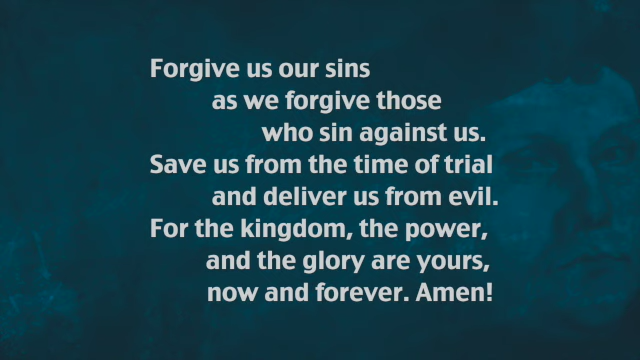 Forgive us our sins
as we forgive those
who sin against us.
Save us from the time of trial
and deliver us from evil.
For the kingdom, the power,
and the glory are yours,
now and forever. Amen!